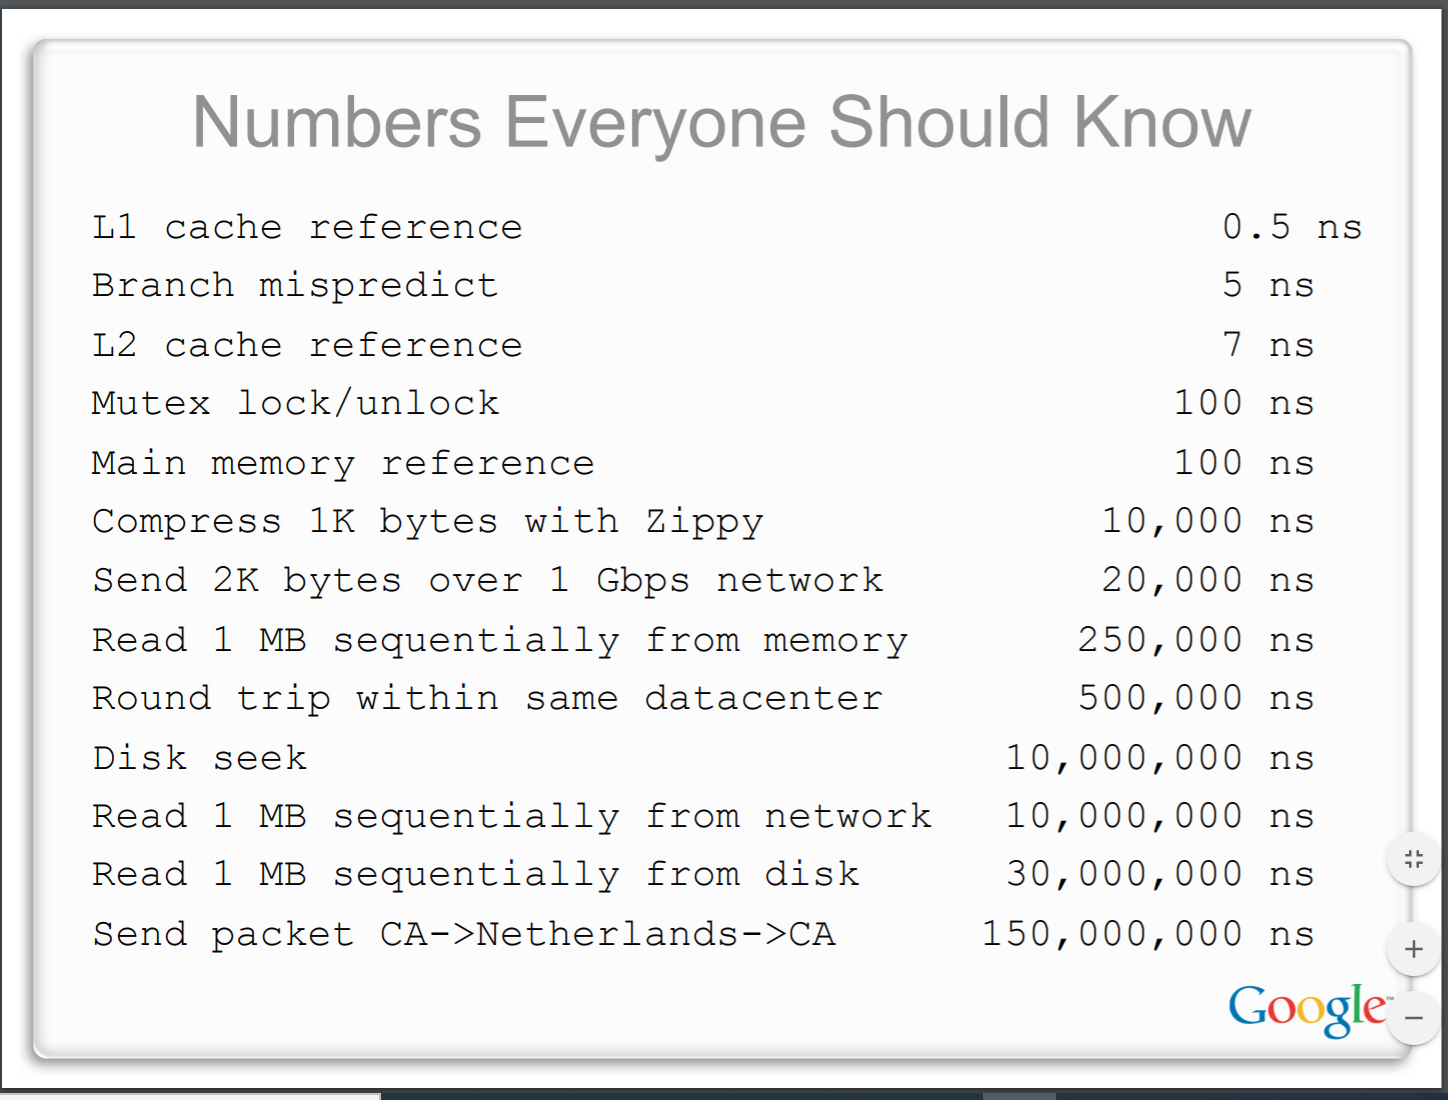 Numbers Everyone Should Know
L1 cache reference 0.5 ns
Branch mispredict 5 ns
L2 cache reference 7 ns
Mutex lock/unlock 100 ns
Main memory reference 100 ns
Compress 1K bytes with Zippy 10,000 ns
Send 2K bytes over 1 Gbps network 20,000 ns
Read 1 MB sequentially from memory 250,000 ns
Round trip within same datacenter 500,000 ns
Disk seek 10,000,000 ns
Read 1 MB sequentially from network 10,000,000 ns
Read 1 MB sequentially from disk 30,000,000 ns
Send packet CA->Netherlands->CA 150,000,000 ns
Google™